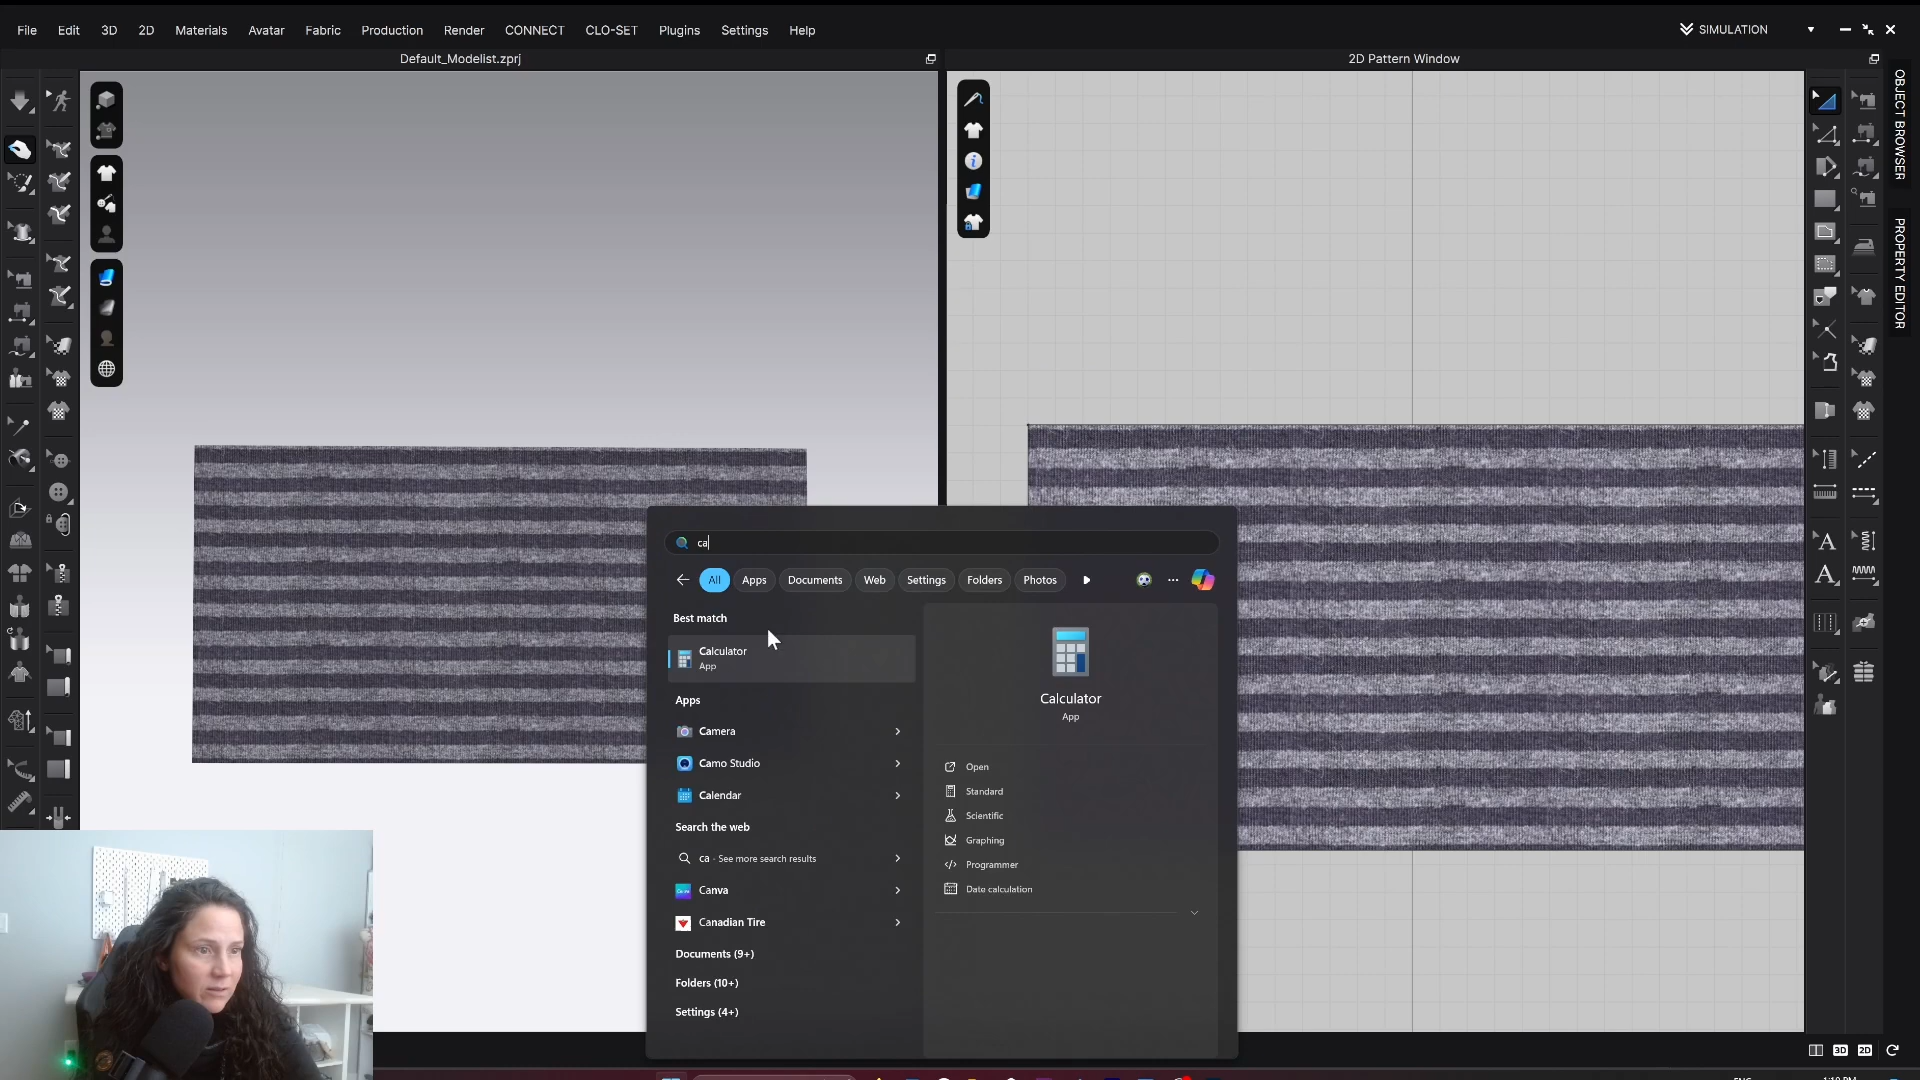 File Edit 3D 2D Materials Avatar Fabric Production Render CONNECT CLO-SET Plugins Settings Help
SIMULATION
Default_Modelist.zprj
2D Pattern Window
OBJECT BROWSER
PROPERTY EDITOR
ca
All Apps Documents Web Settings Folders Photos
Best match
Calculator
App
Apps
Camera
Camo Studio
Calendar
Search the web
ca - See more search results
Canva
Canadian Tire
Documents (9+)
Folders (10+)
Settings (4+)
Calculator
App
Open
Standard
Scientific
Graphing
Programmer
Date calculation
3D 2D